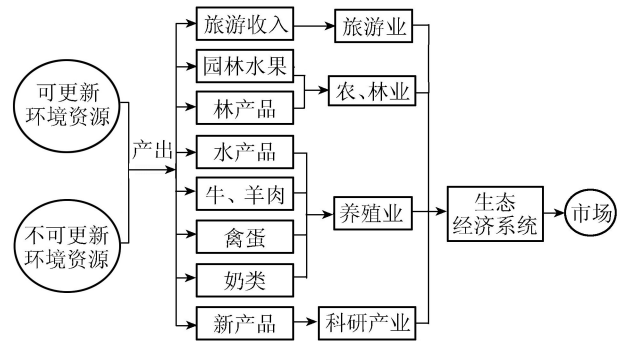 可更新
环境资源
不可更新
环境资源
产出
旅游收入
园林水果
林产品
水产品
牛、羊肉
禽蛋
奶类
新产品
旅游业
农、林业
养殖业
科研产业
生态
经济系统
市场